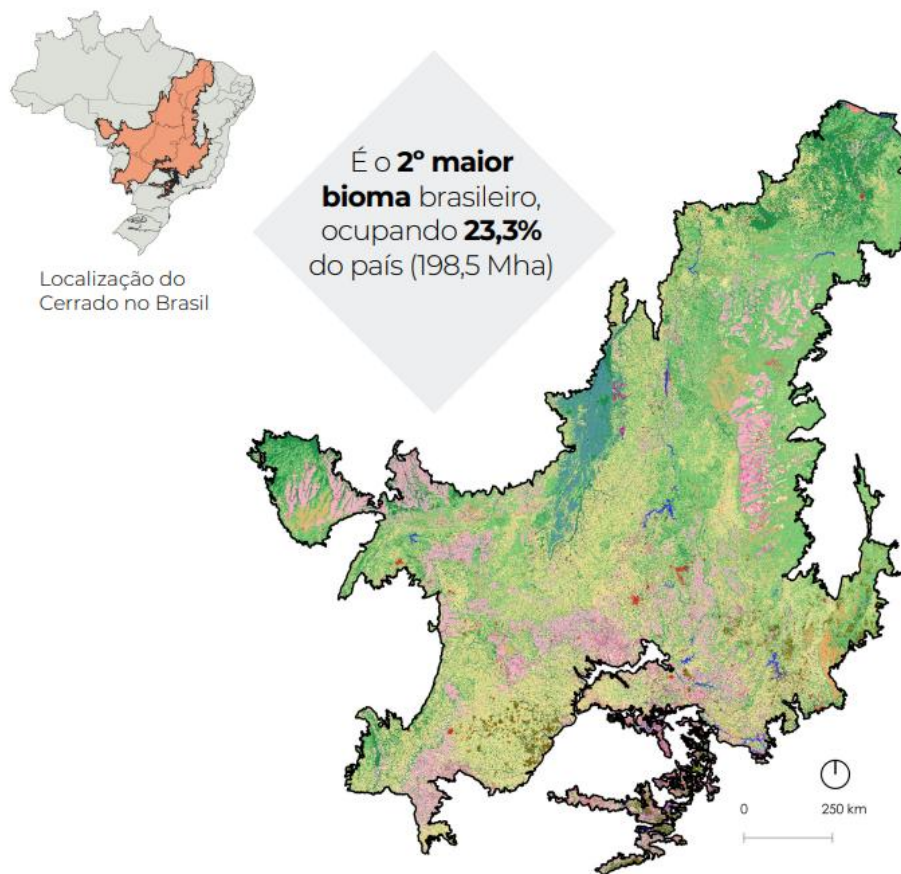 É o 2º maior
bioma brasileiro,
ocupando 23,3%
do país (198,5 Mha)
Localização do
Cerrado no Brasil
0 250 km